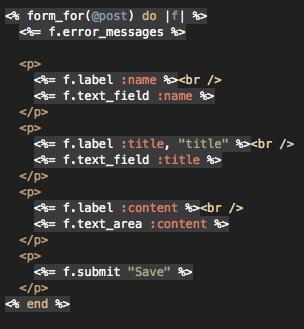 <% form_for(@post) do |f| %>
  <%= f.error_messages %>

  <p>
    <%= f.label :name %><br />
    <%= f.text_field :name %>
  </p>
  <p>
    <%= f.label :title, "title" %><br />
    <%= f.text_field :title %>
  </p>
  <p>
    <%= f.label :content %><br />
    <%= f.text_area :content %>
  </p>
  <p>
    <%= f.submit "Save" %>
  </p>
<% end %>